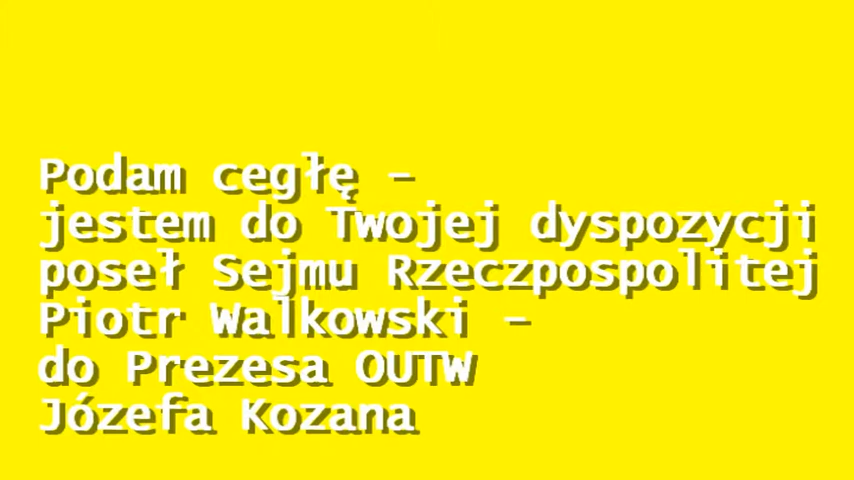 Podam cegłę –
jestem do Twojej dyspozycji
poseł Sejmu Rzeczpospolitej
Piotr Walkowski –
do Prezesa OUTW
Józefa Kozana